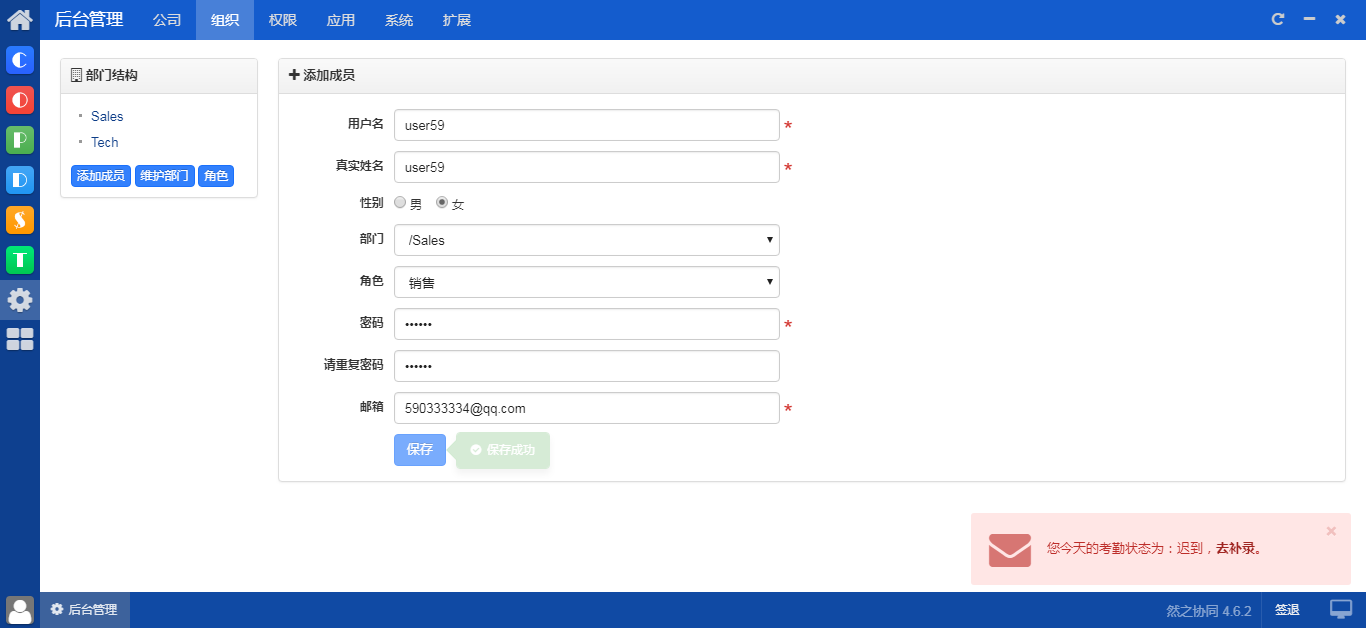 后台管理 公司 组织 权限 应用 系统 扩展
部门结构
Sales
Tech
添加成员 维护部门 角色
添加成员
用户名 user59 *
真实姓名 user59 *
性别 男 女
部门 /Sales
角色 销售
密码 •••••• *
请重复密码 ••••••
邮箱 590333334@qq.com *
保存 保存成功
您今天的考勤状态为：迟到，去补录。
后台管理 然之协同 4.6.2 签退